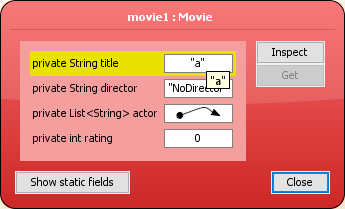 movie1 : Movie
private String title "a"
Inspect
"a"
Get
private String director "NoDirector
private List<String> actor
private int rating 0
Show static fields
Close